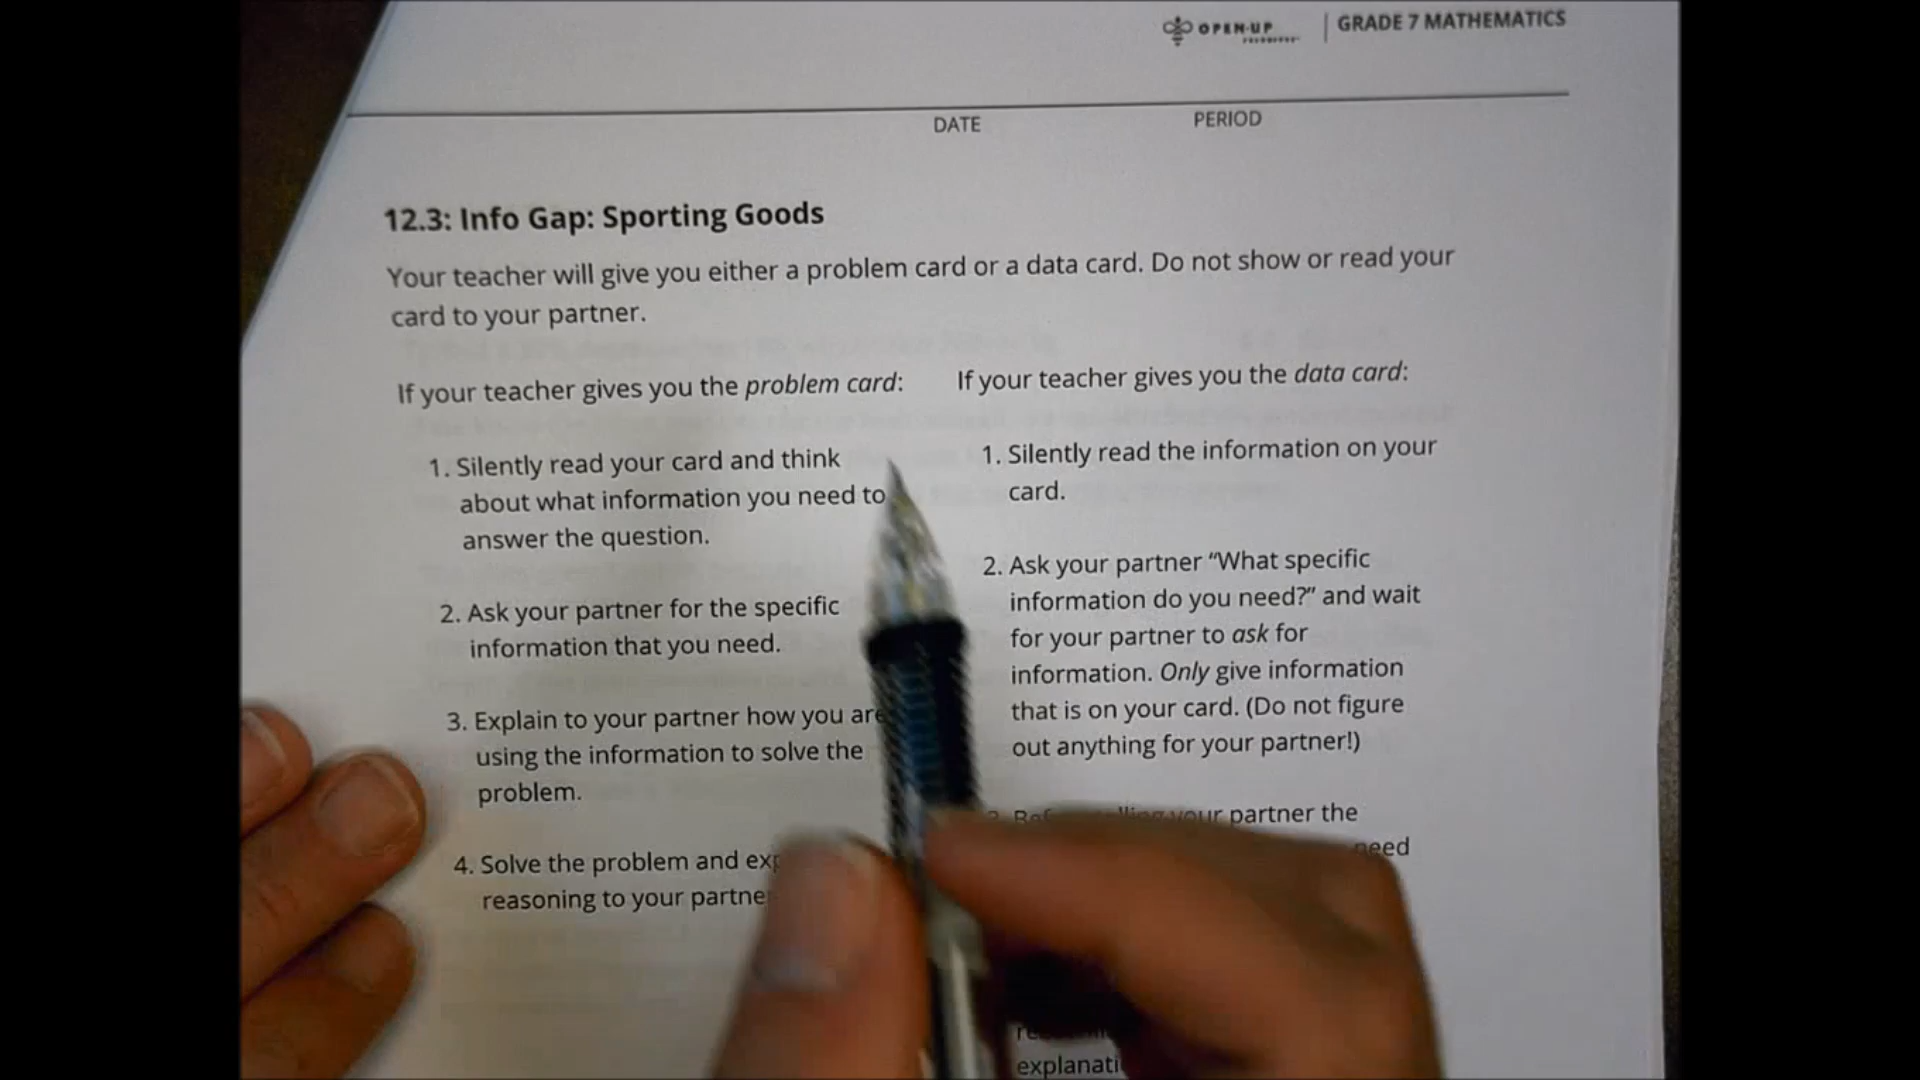 OPEN-UP
GRADE 7 MATHEMATICS
DATE
PERIOD
12.3: Info Gap: Sporting Goods
Your teacher will give you either a problem card or a data card. Do not show or read your
card to your partner.
If your teacher gives you the problem card:
1. Silently read your card and think
about what information you need to
answer the question.
2. Ask your partner for the specific
information that you need.
3. Explain to your partner how you are
using the information to solve the
problem.
4. Solve the problem and
reasoning to your
If your teacher gives you the data card:
1. Silently read the information on your
card.
2. Ask your partner “What specific
information do you need?” and wait
for your partner to ask for
information. Only give information
that is on your card. (Do not figure
out anything for your partner!)
your partner the
need